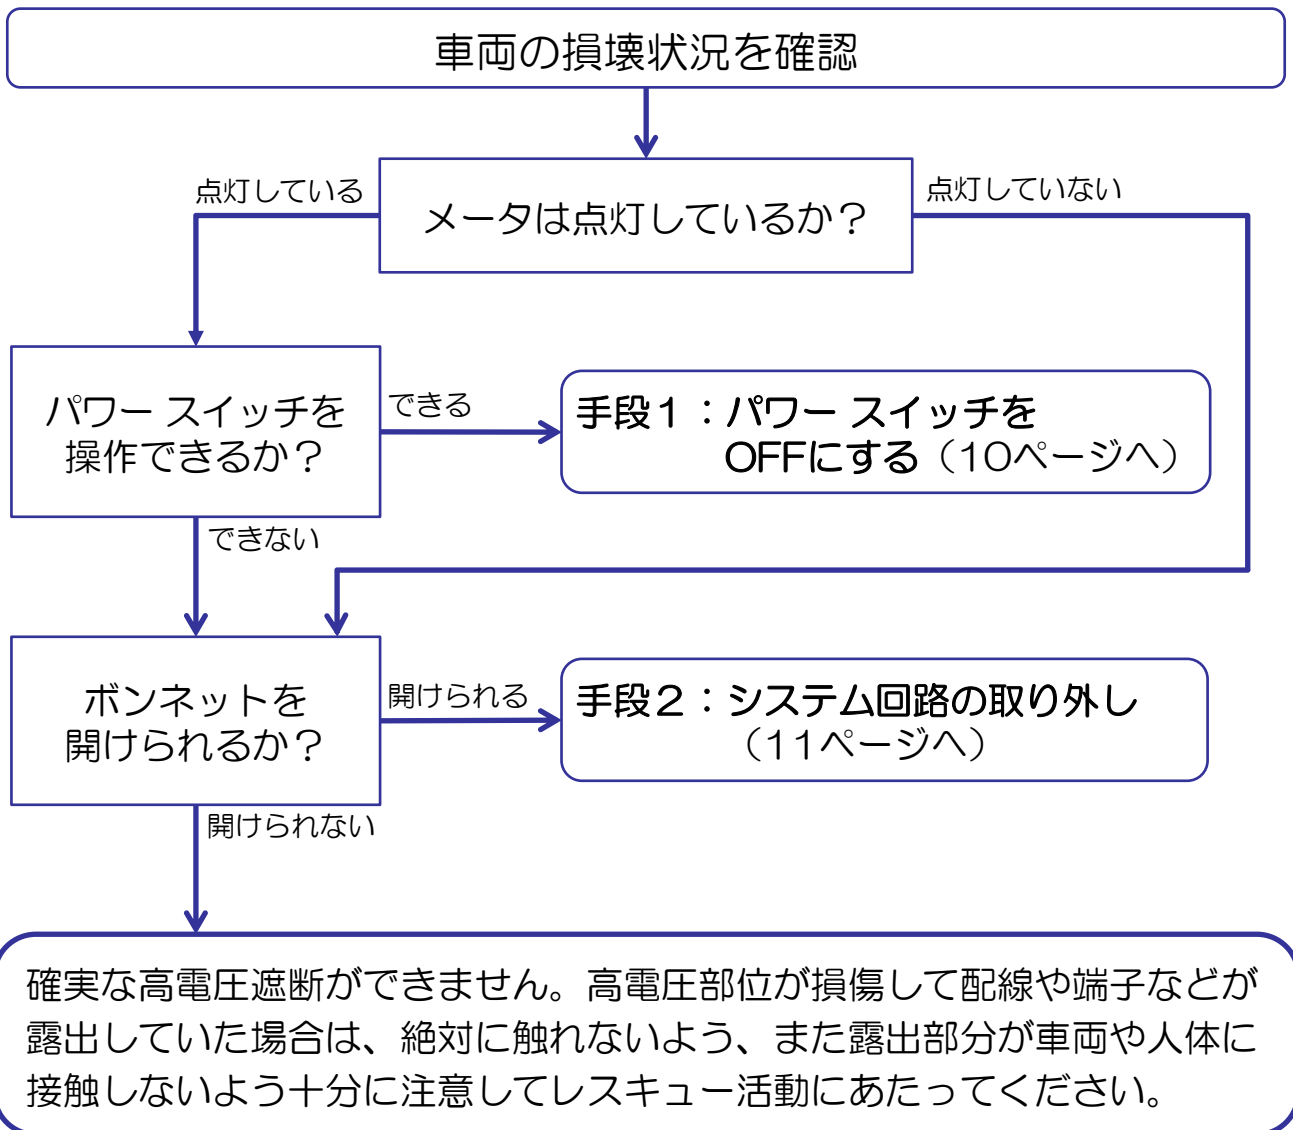 車両の損壊状況を確認
点灯している
メータは点灯しているか？
点灯していない
パワー スイッチを
操作できるか？
できる
手段１：パワー スイッチを
OFFにする（10ページへ）
できない
ボンネットを
開けられるか？
開けられる
手段２：システム回路の取り外し
（11ページへ）
開けられない
確実な高電圧遮断ができません。高電圧部位が損傷して配線や端子などが
露出していた場合は、絶対に触れないよう、また露出部分が車両や人体に
接触しないよう十分に注意してレスキュー活動にあたってください。